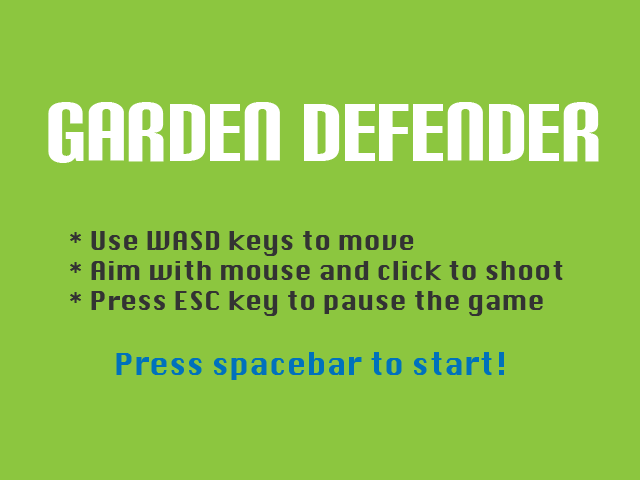 GARDEN DEFENDER
* Use WASD keys to move
* Aim with mouse and click to shoot
* Press ESC key to pause the game
Press spacebar to start!